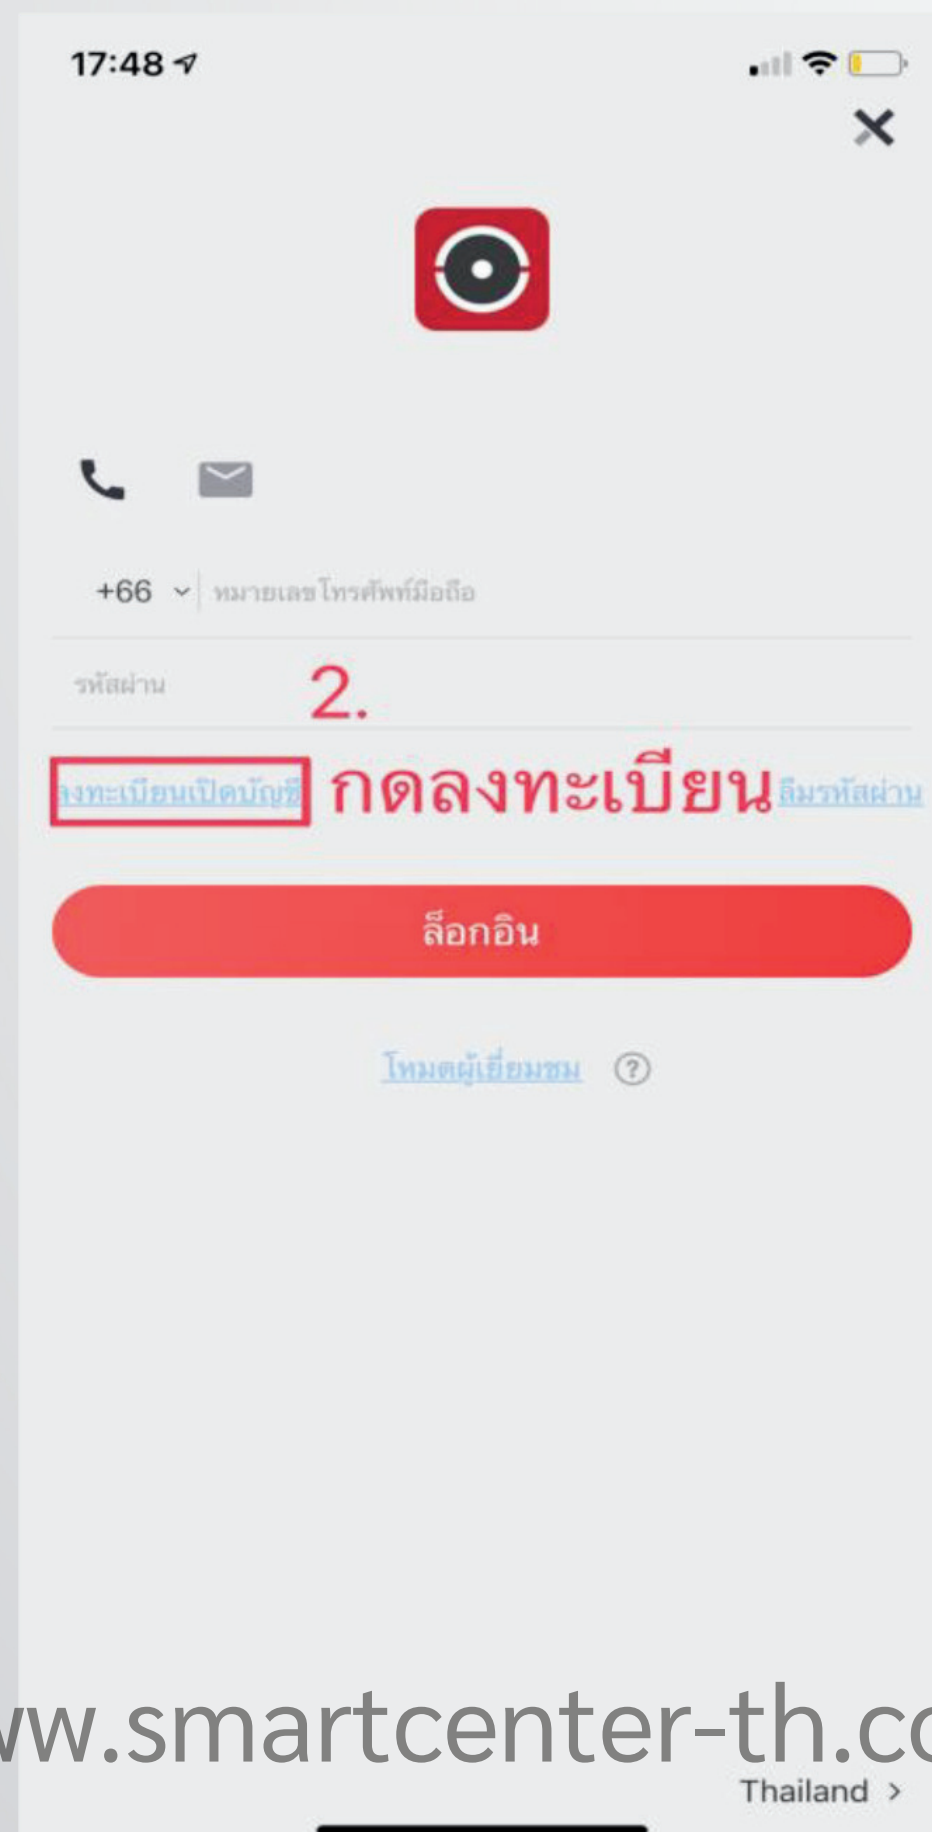 17:48
+66 หมายเลขโทรศัพท์มือถือ
รหัสผ่าน
2.
ลงทะเบียนเปิดบัญชี กดลงทะเบียน ลืมรหัสผ่าน
ล็อกอิน
โหมดผู้เยี่ยมชม ?
ww.smartcenter-th.co
Thailand >